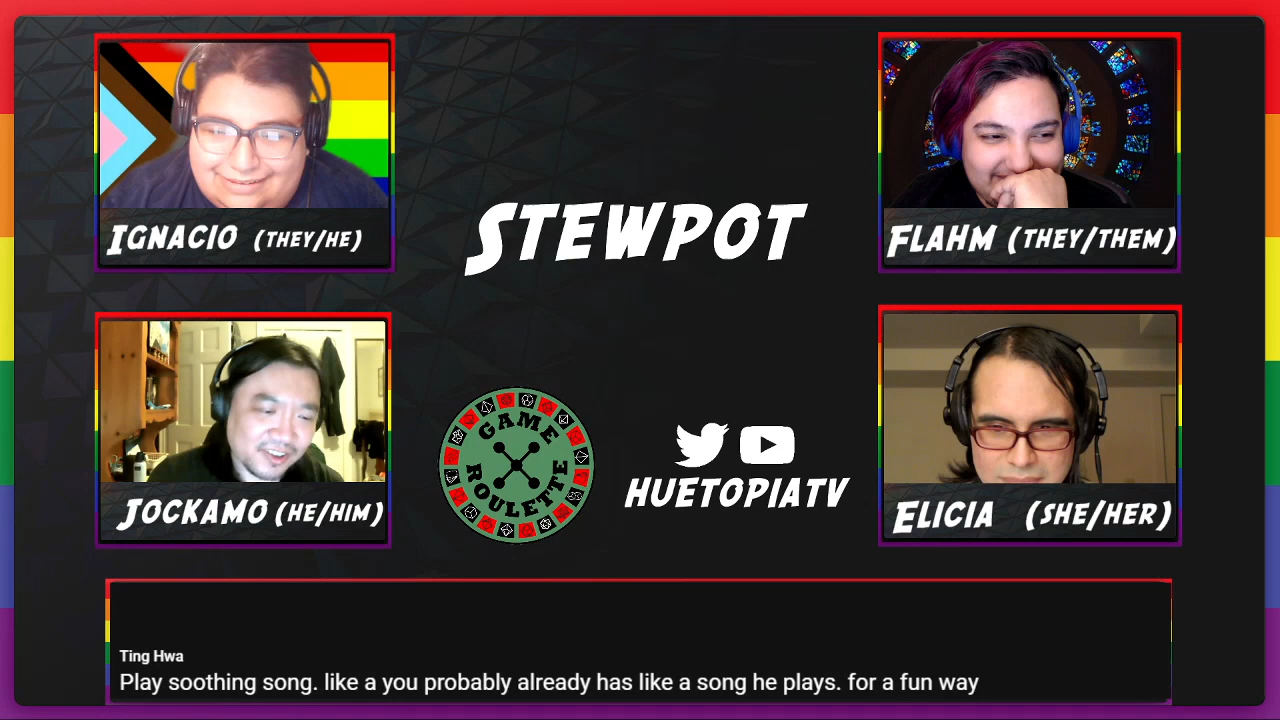 IGNACIO (THEY/HE)
FLAHM (THEY/THEM)
STEWPOT
JOCKAMO (HE/HIM)
GAME
ROULETTE
HUETOPIATV
ELICIA (SHE/HER)
Ting Hwa
Play soothing song. like a you probably already has like a song he plays. for a fun way